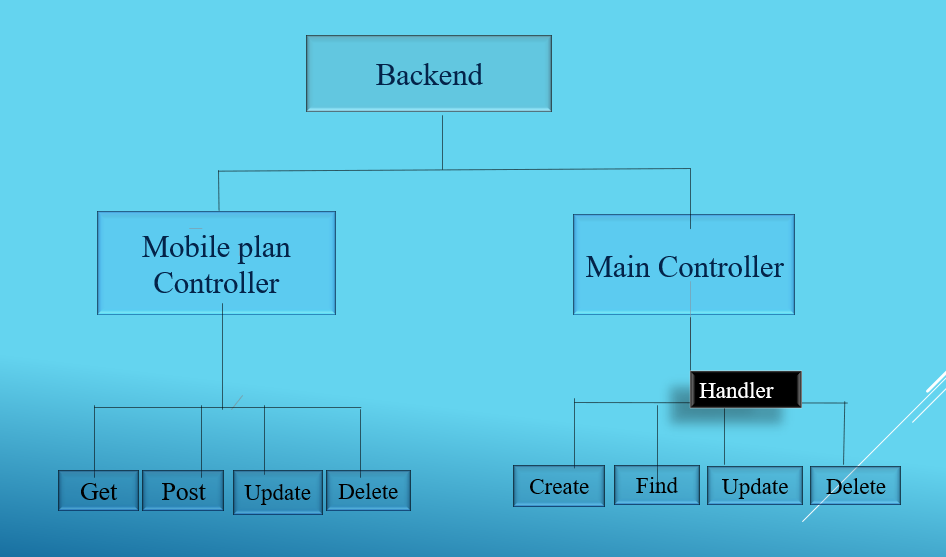 Backend
Mobile plan
Controller
Main Controller
Handler
Get
Post
Update
Delete
Create
Find
Update
Delete